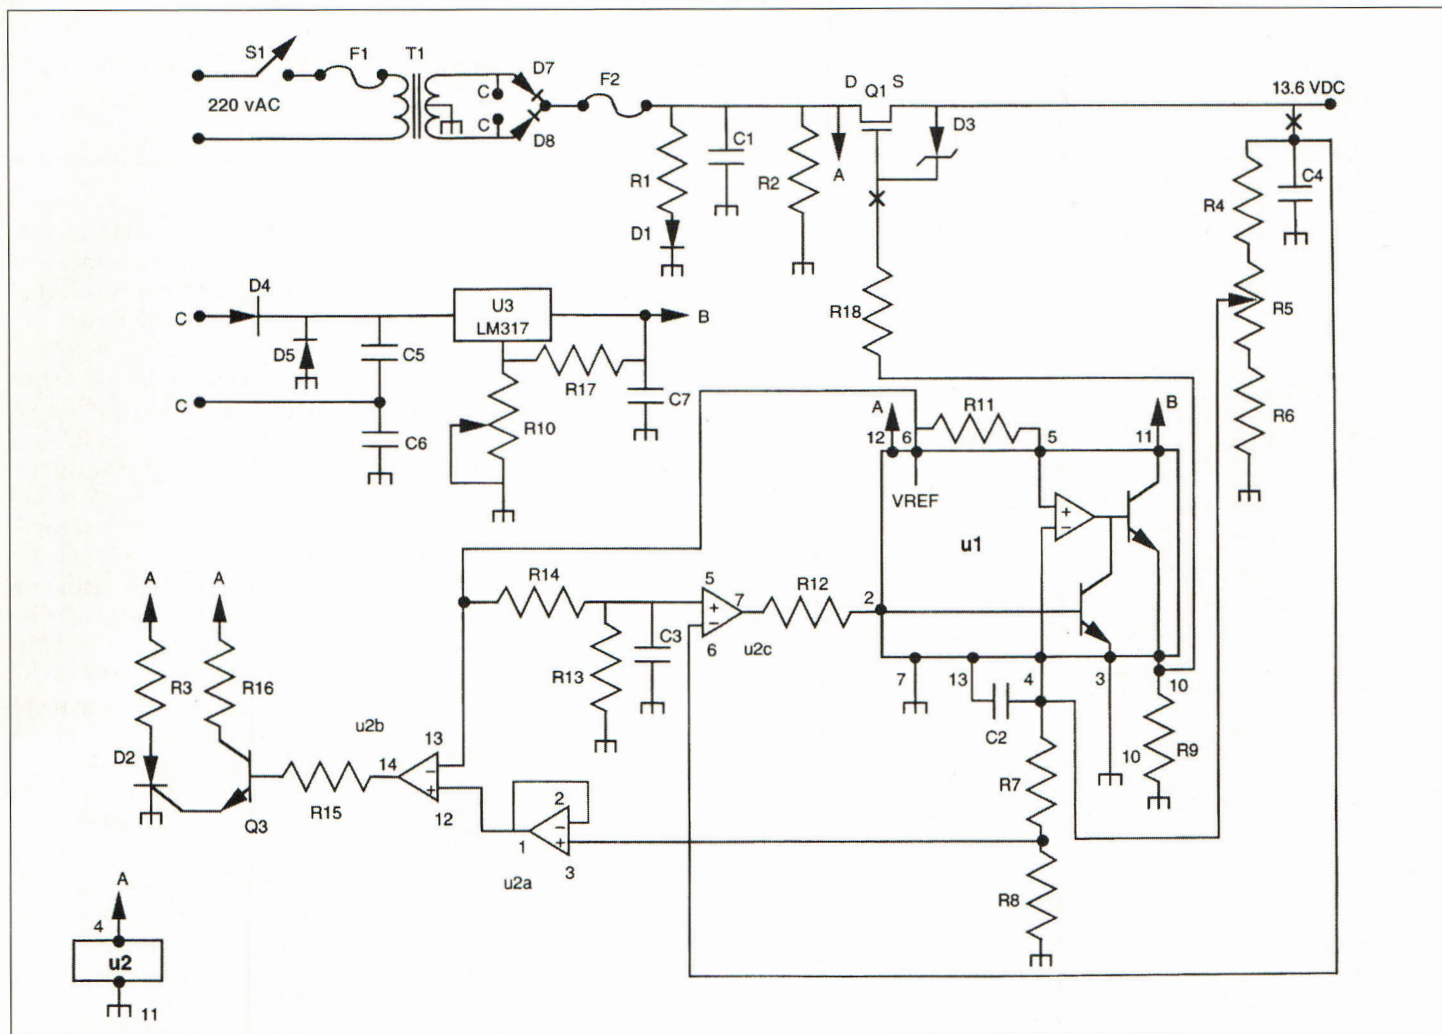 S1
F1
T1
D7
F2
D S
Q1
13.6 VDC
220 vAC
C
C
D8
D3
R1
C1
R2
A
D1
C4
R4
D4
U3
LM317
B
C
R18
R5
D5
C5
R17
C
C7
R6
C6
R10
A
R11
B
12 6
5
11
VREF
+
−
u1
A
A
R14
5
+
7
−
6
R12
2
u2c
R3
R16
R13
C3
7
13
4
3
10
C2
u2b
13
14
−
+
12
D2
R15
Q3
R7
10
R9
2
−
+
1
3
u2a
R8
A
4
u2
11